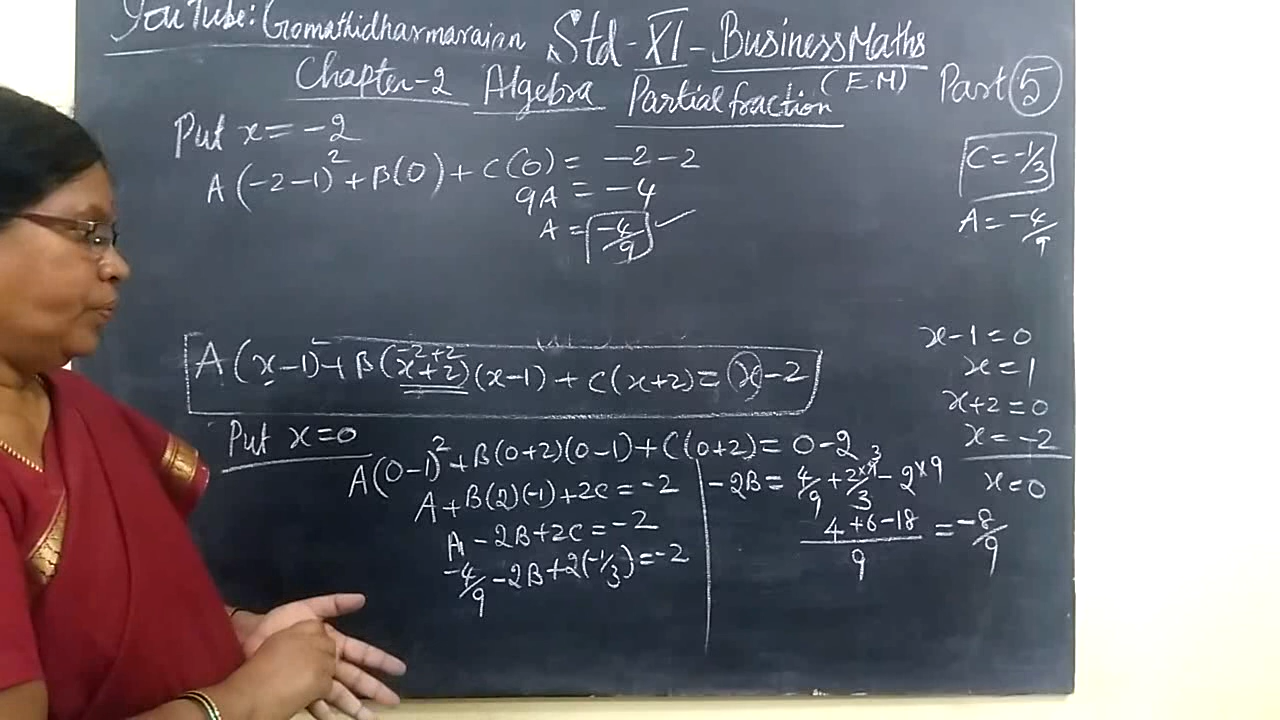 YouTube: Gomathidharmarajan Std-XI-Business Maths
Chapter-2 Algebra Partial fraction (E.M) Part 5
Put x = -2
A(-2-1)² + B(0) + C(0) = -2-2
9A = -4
A = -4/9 ✓
C = -1/3
A = -4/9
x-1=0
x=1
x+2=0
x=-2
x=0
-2+2
A(x-1)² + B(x+2)(x-1) + C(x+2) = x-2
Put x=0
A(0-1)² + B(0+2)(0-1) + C(0+2) = 0-2
A+B(2)(-1)+2C = -2
A-2B+2C = -2
-4/9 -2B+2(-1/3) = -2
-2B = 4/9 + 2×3/3 - 2×9
4+6-18/9 = -8/9